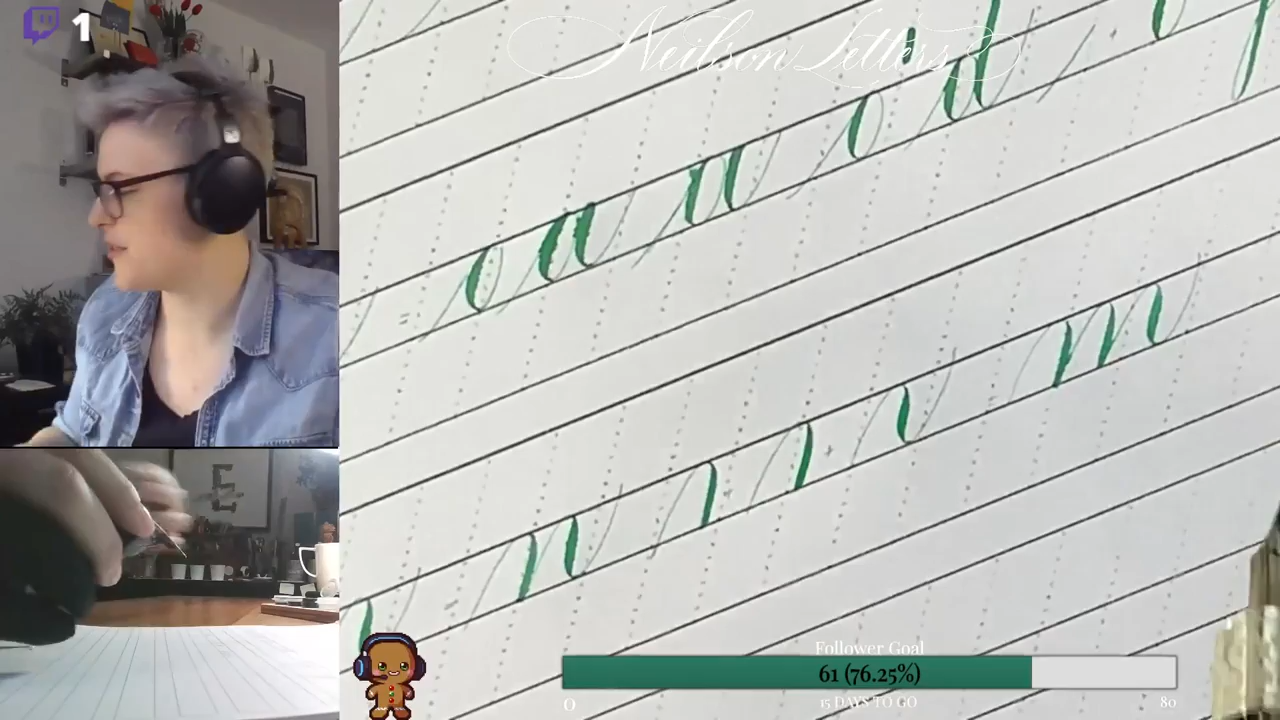 1
Neilson Letters
= o a u o d
n ı + ı ı = m
Follower Goal
61 (76.25%)
0 15 DAYS TO GO 80